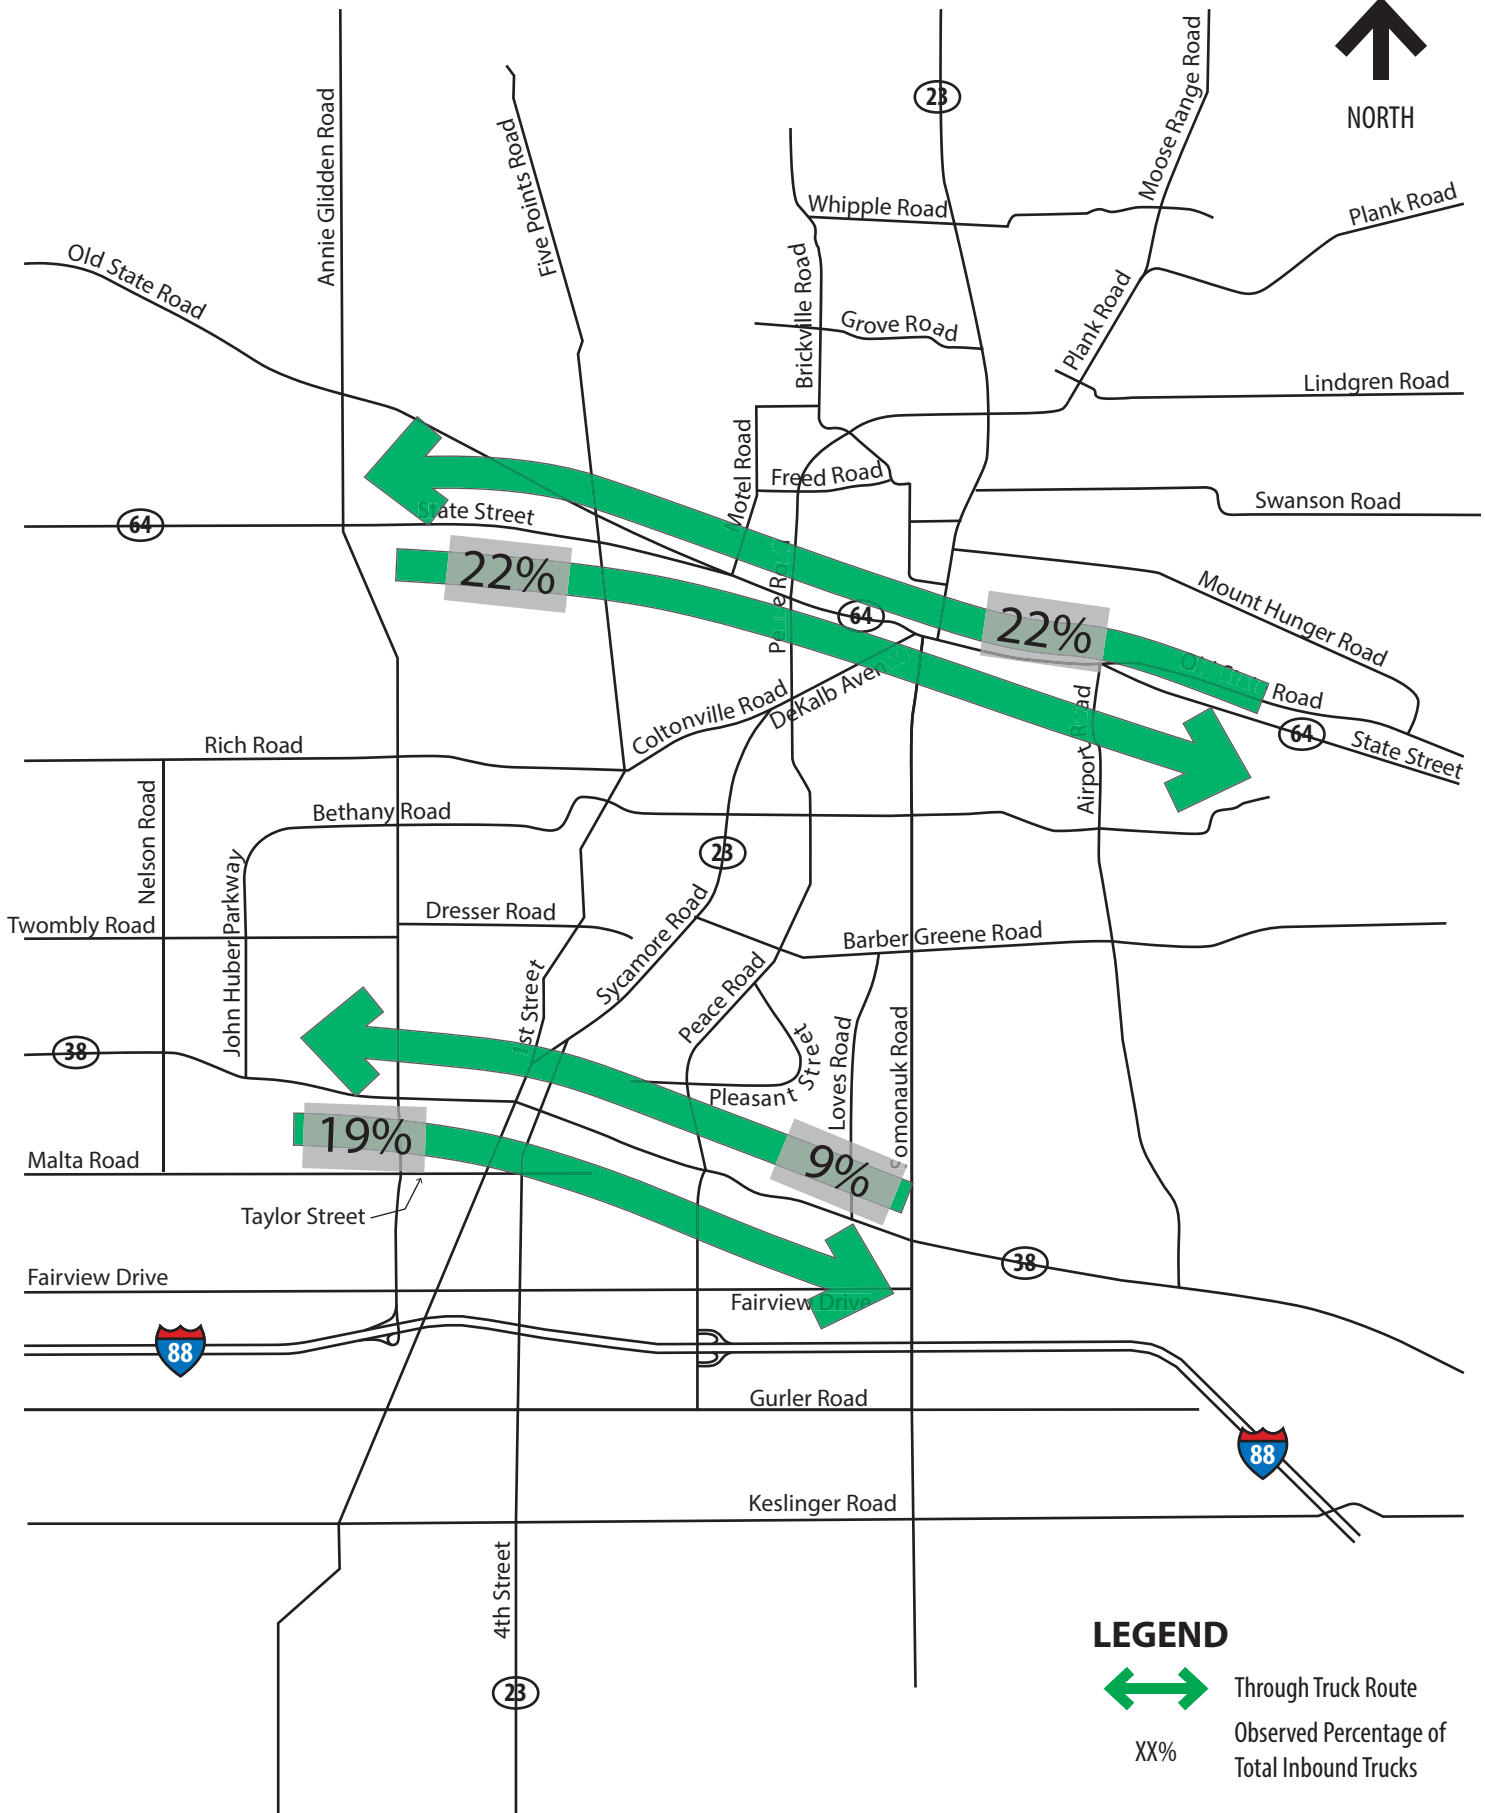 NORTH
23
Moose Range Road
Annie Glidden Road
Five Points Road
Whipple Road
Plank Road
Old State Road
Brickville Road
Grove Road
Plank Road
Lindgren Road
Motel Road
Freed Road
Swanson Road
64
State Street
22%
Road
64
22%
Mount Hunger Road
Old State Road
Coltonville Road
DeKalb Avenue
Airport Road
64
State Street
Rich Road
Nelson Road
Bethany Road
John Huber Parkway
23
Twombly Road
Dresser Road
Sycamore Road
Barber Greene Road
1st Street
Peace Road
38
Pleasant Street
Loves Road
Somonauk Road
19%
9%
Malta Road
Taylor Street
38
Fairview Drive
Fairview Drive
88
Gurler Road
88
Keslinger Road
4th Street
23
LEGEND
Through Truck Route
XX%
Observed Percentage of
Total Inbound Trucks